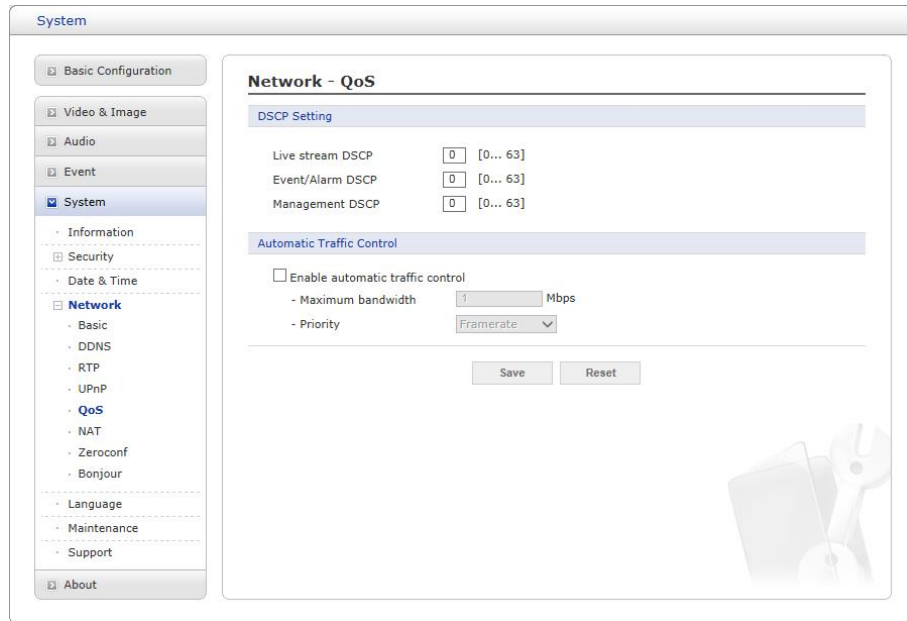 System
Basic Configuration
Video & Image
Audio
Event
System
Information
Security
Date & Time
Network
Basic
DDNS
RTP
UPnP
QoS
NAT
Zeroconf
Bonjour
Language
Maintenance
Support
About
Network - QoS
DSCP Setting
Live stream DSCP 0 [0... 63]
Event/Alarm DSCP 0 [0... 63]
Management DSCP 0 [0... 63]
Automatic Traffic Control
Enable automatic traffic control
- Maximum bandwidth 1 Mbps
- Priority Framerate
Save Reset